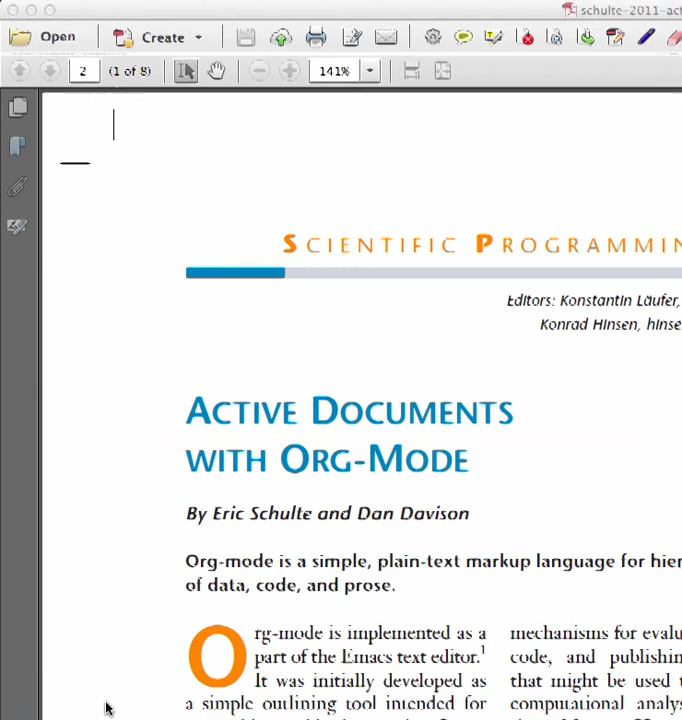 schulte-2011-act
Open
Create
2
(1 of 8)
141%
SCIENTIFIC PROGRAMMIN
Editors: Konstantin Läufer,
Konrad Hinsen, hinse
ACTIVE DOCUMENTS
WITH ORG-MODE
By Eric Schulte and Dan Davison
Org-mode is a simple, plain-text markup language for hier
of data, code, and prose.
Org-mode is implemented as a
part of the Emacs text editor.1
It was initially developed as
a simple outlining tool intended for
mechanisms for evalu
code, and publishin
that might be used t
computational analys